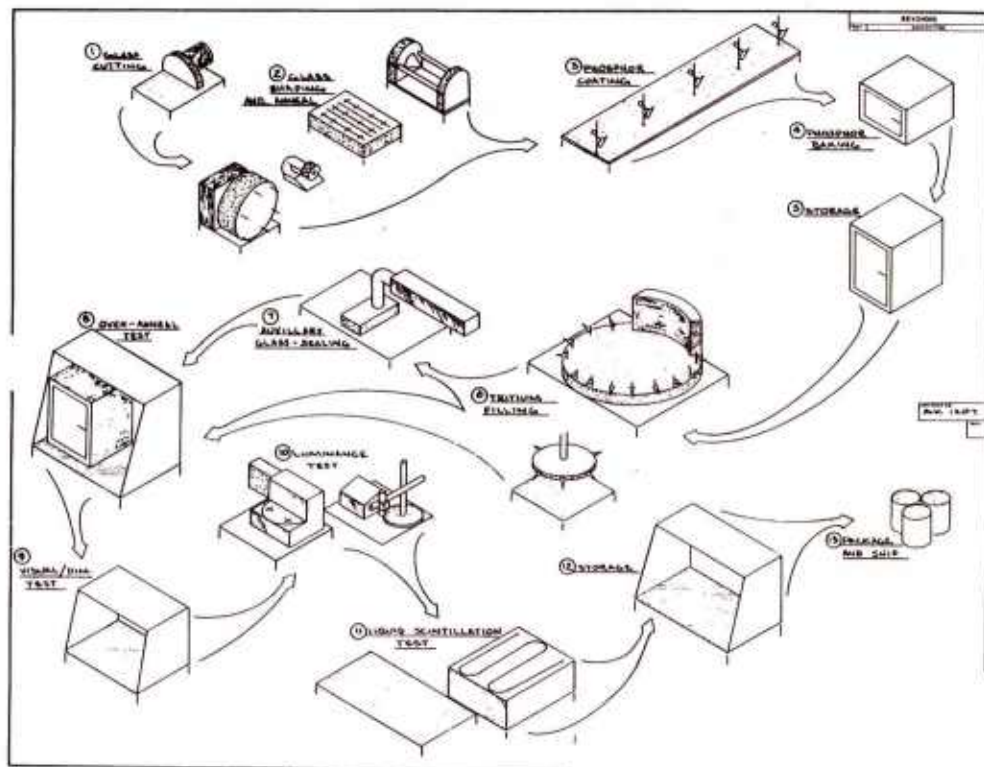 REVISIONS
① GLASS
CUTTING
② GLASS
BENDING
AND ANNEAL
③ PHOSPHOR
COATING
④ PHOSPHOR
BAKING
⑤ STORAGE
⑥ TRITIUM
FILLING
⑦ AUXILLARY
GLASS-SEALING
⑧ OVEN-ANNEAL
TEST
⑨ VISUAL/DIM
TEST
⑩ LUMINANCE
TEST
⑪ LIQUID SCINTILLATION
TEST
⑫ STORAGE
⑬ PACKAGE
AND SHIP